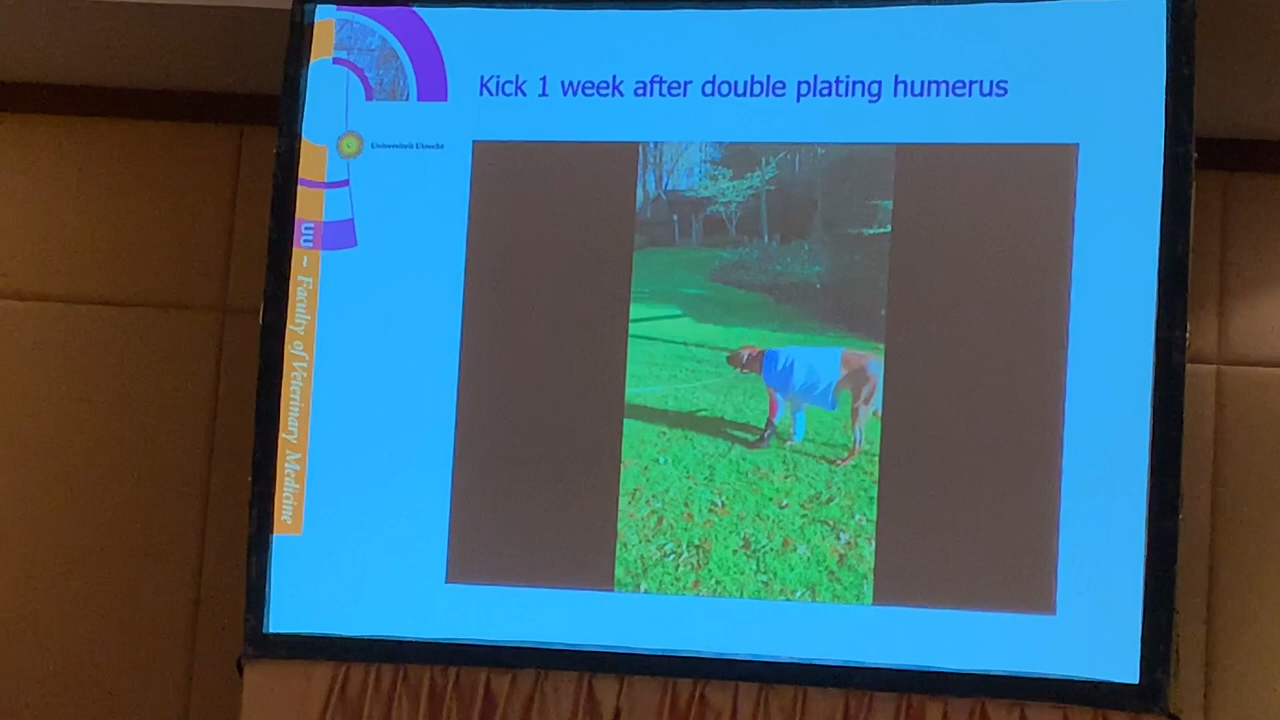 Kick 1 week after double plating humerus
Universiteit Utrecht
UU ~ Faculty of Veterinary Medicine